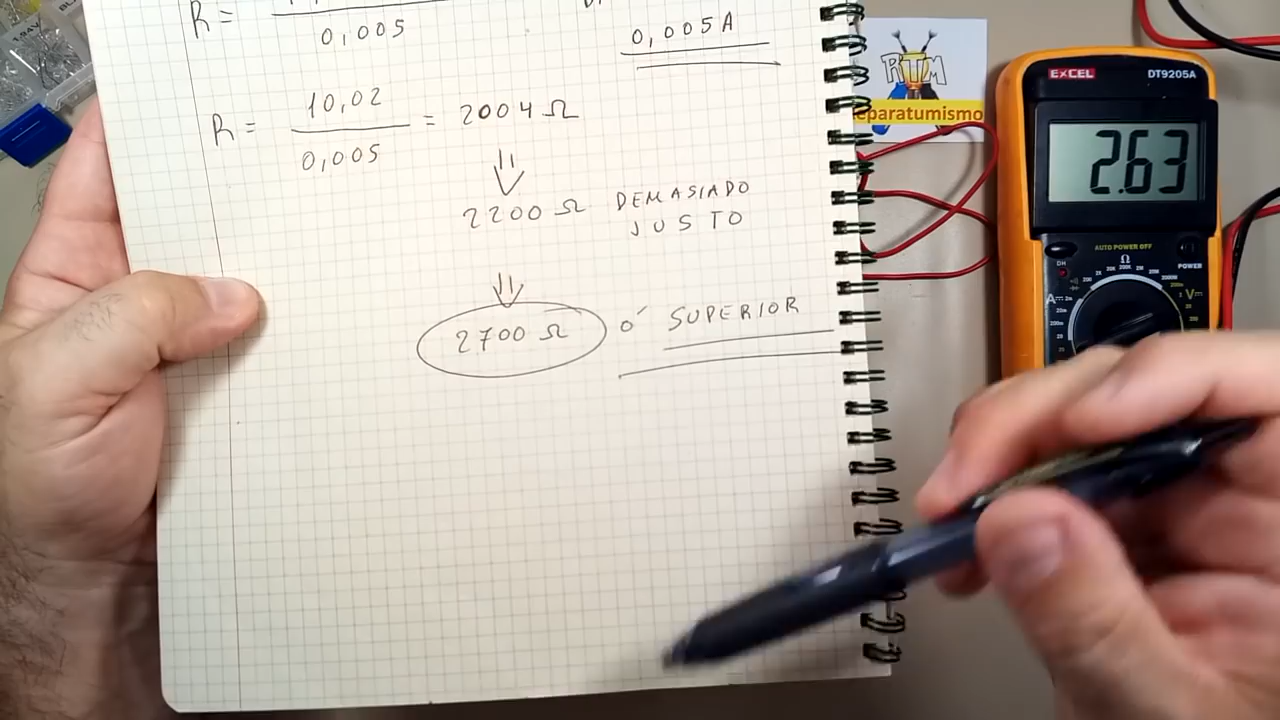 R =
0,005
0,005A
R = 10,02 / 0,005 = 2004 Ω
2200 Ω DEMASIADO
JUSTO
2700 Ω ó SUPERIOR
RTM
eparatumismo
EXCEL DT9205A
2.63
AUTO POWER OFF
Ω
POWER